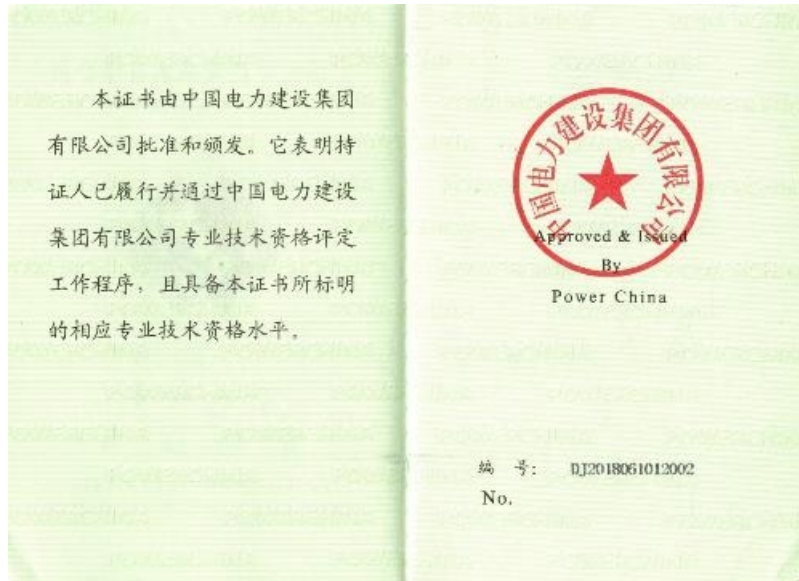 本证书由中国电力建设集团
有限公司批准和颁发。它表明持
证人已履行并通过中国电力建设
集团有限公司专业技术资格评定
工作程序，且具备本证书所标明
的相应专业技术资格水平。
中国电力建设集团有限公司
Approved & Issued
By
Power China
编 号： DJ2018061012002
No.